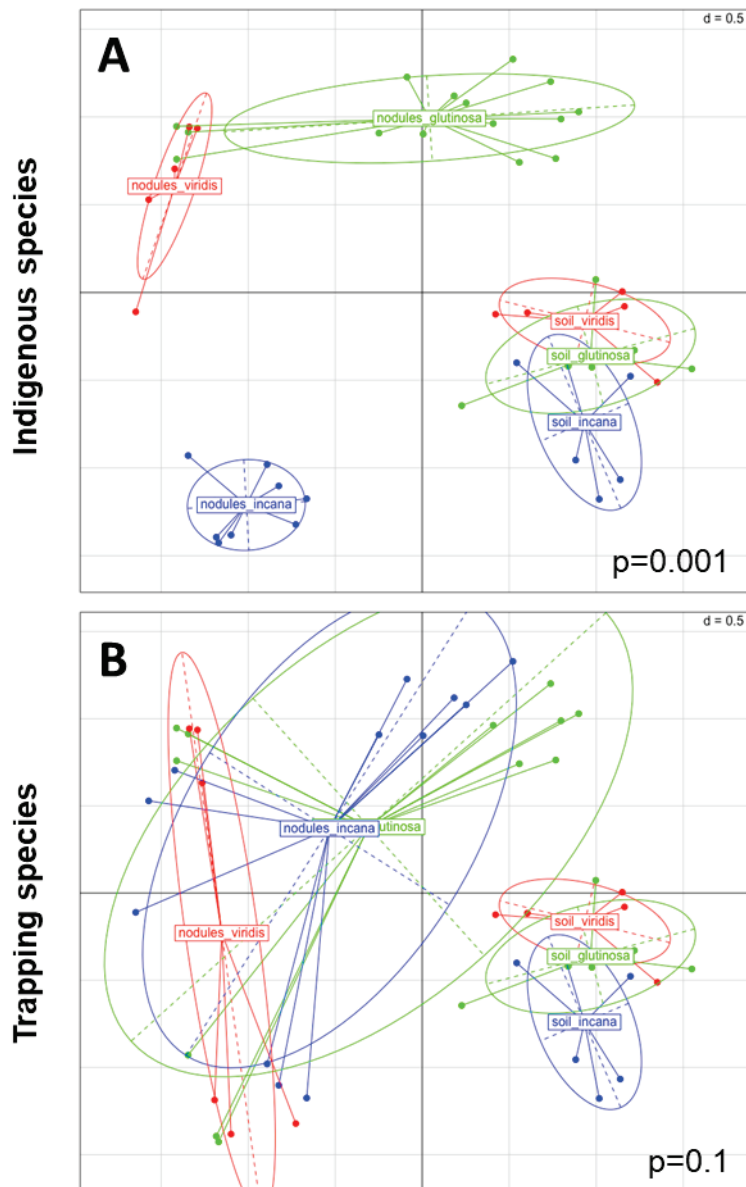 Indigenous species
A
d = 0.5
nodules_glutinosa
nodules_viridis
soil_viridis
soil_glutinosa
soil_incana
nodules_incana
p=0.001
Trapping species
B
d = 0.5
nodules_incana
utinosa
nodules_viridis
soil_viridis
soil_glutinosa
soil_incana
p=0.1